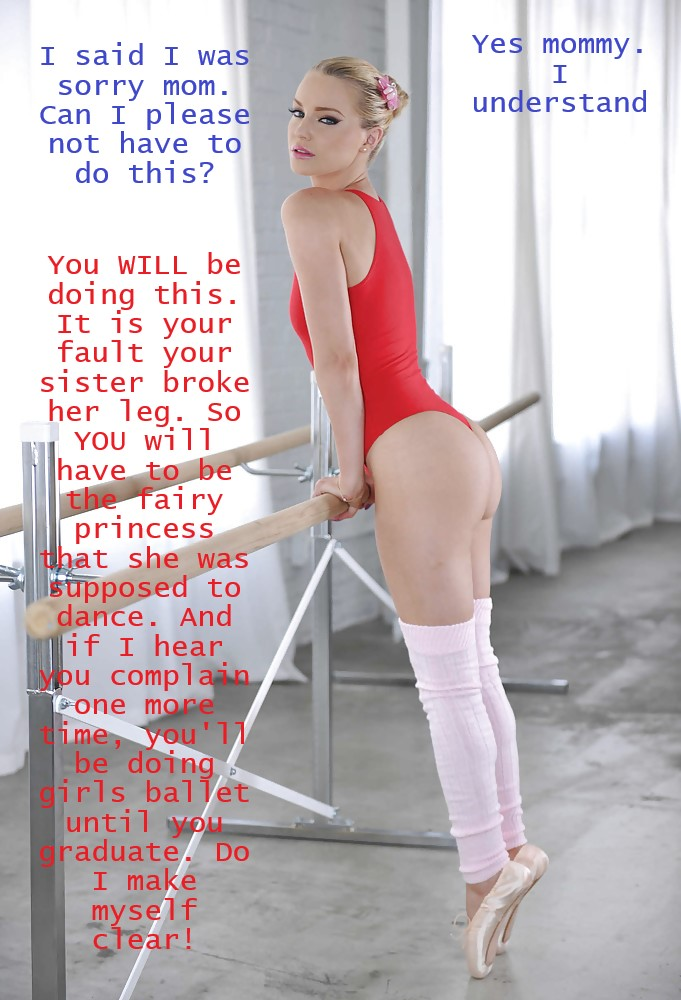 I said I was
sorry mom.
Can I please
not have to
do this?
Yes mommy.
I
understand
You WILL be
doing this.
It is your
fault your
sister broke
her leg. So
YOU will
have to be
the fairy
princess
that she was
supposed to
dance. And
if I hear
you complain
one more
time, you'll
be doing
girls ballet
until you
graduate. Do
I make
myself
clear!